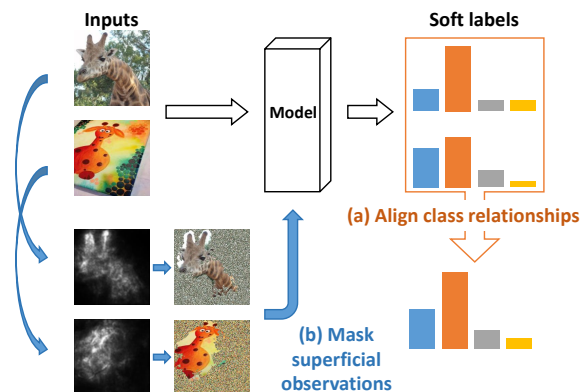 Inputs
Soft labels
Model
(a) Align class relationships
(b) Mask
superficial
observations